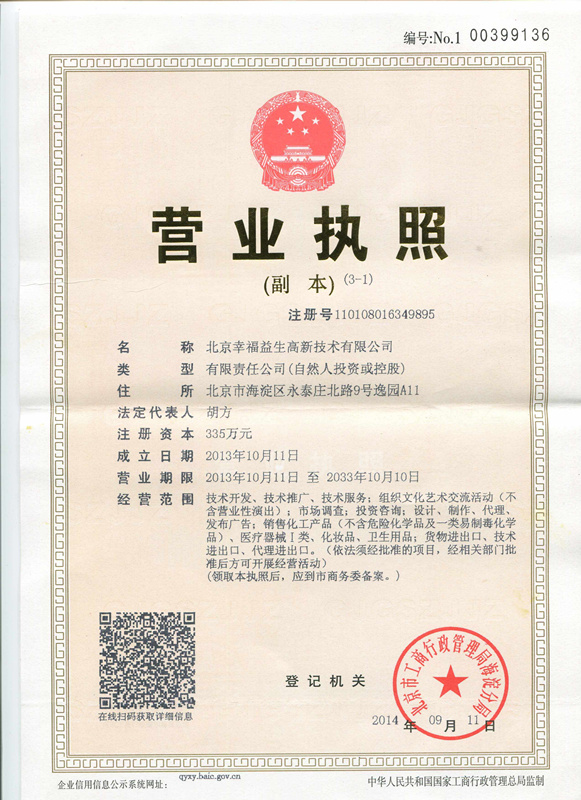 编号:No.1 00399136
营业执照
(副 本) (3-1)
注册号110108016349895
名 称 北京幸福益生高新技术有限公司
类 型 有限责任公司(自然人投资或控股)
住 所 北京市海淀区永泰庄北路9号逸园A11
法定代表人 胡方
注册资本 335万元
成立日期 2013年10月11日
营业期限 2013年10月11日 至 2033年10月10日
经营范围 技术开发、技术推广、技术服务；组织文化艺术交流活动（不
含营业性演出）；市场调查；投资咨询；设计、制作、代理、
发布广告；销售化工产品（不含危险化学品及一类易制毒化学
品）、医疗器械Ⅰ类、化妆品、卫生用品；货物进出口、技术
进出口、代理进出口。（依法须经批准的项目，经相关部门批
准后方可开展经营活动）
(领取本执照后，应到市商务委备案。)
在线扫码获取详细信息
登记机关
北京市工商行政管理局海淀分局
2014 年 09 月 11 日
qyxy.baic.gov.cn
企业信用信息公示系统网址：
中华人民共和国国家工商行政管理总局监制